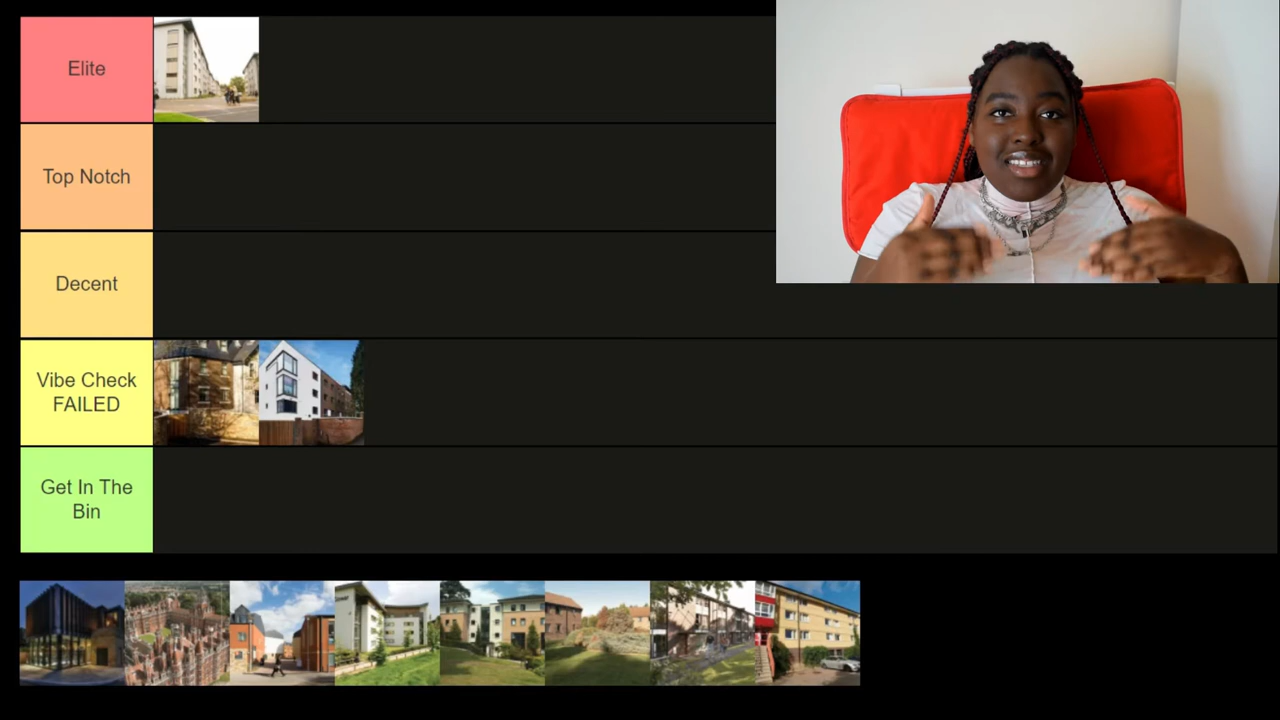 Elite
Top Notch
Decent
Vibe Check
FAILED
Get In The
Bin